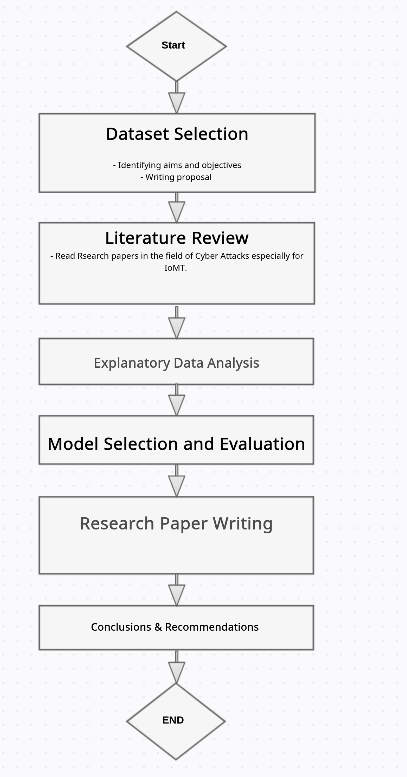 Start
Dataset Selection
- Identifying aims and objectives
- Writing proposal
Literature Review
- Read Rsearch papers in the field of Cyber Attacks especially for
IoMT.
Explanatory Data Analysis
Model Selection and Evaluation
Research Paper Writing
Conclusions & Recommendations
END